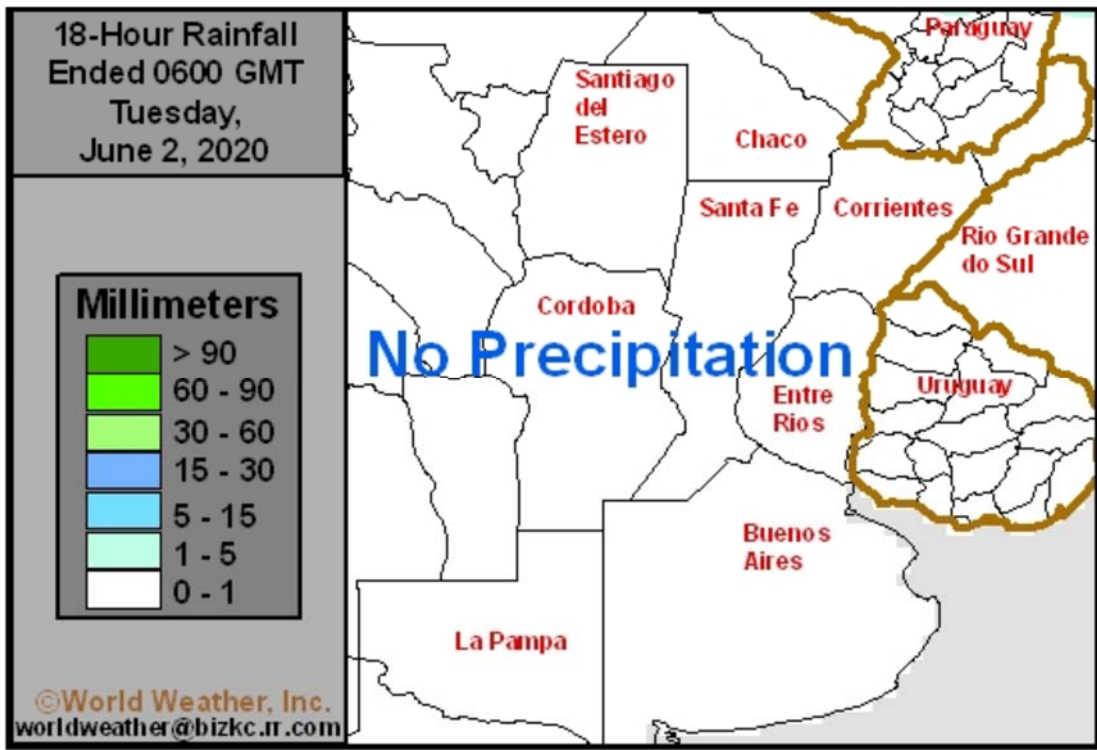 18-Hour Rainfall
Ended 0600 GMT
Tuesday,
June 2, 2020
Millimeters
> 90
60 - 90
30 - 60
15 - 30
5 - 15
1 - 5
0 - 1
©World Weather, Inc.
worldweather@bizkc.rr.com
Paraguay
Santiago
del
Estero
Chaco
Santa Fe
Corrientes
Rio Grande
do Sul
Cordoba
No Precipitation
Entre
Rios
Uruguay
Buenos
Aires
La Pampa